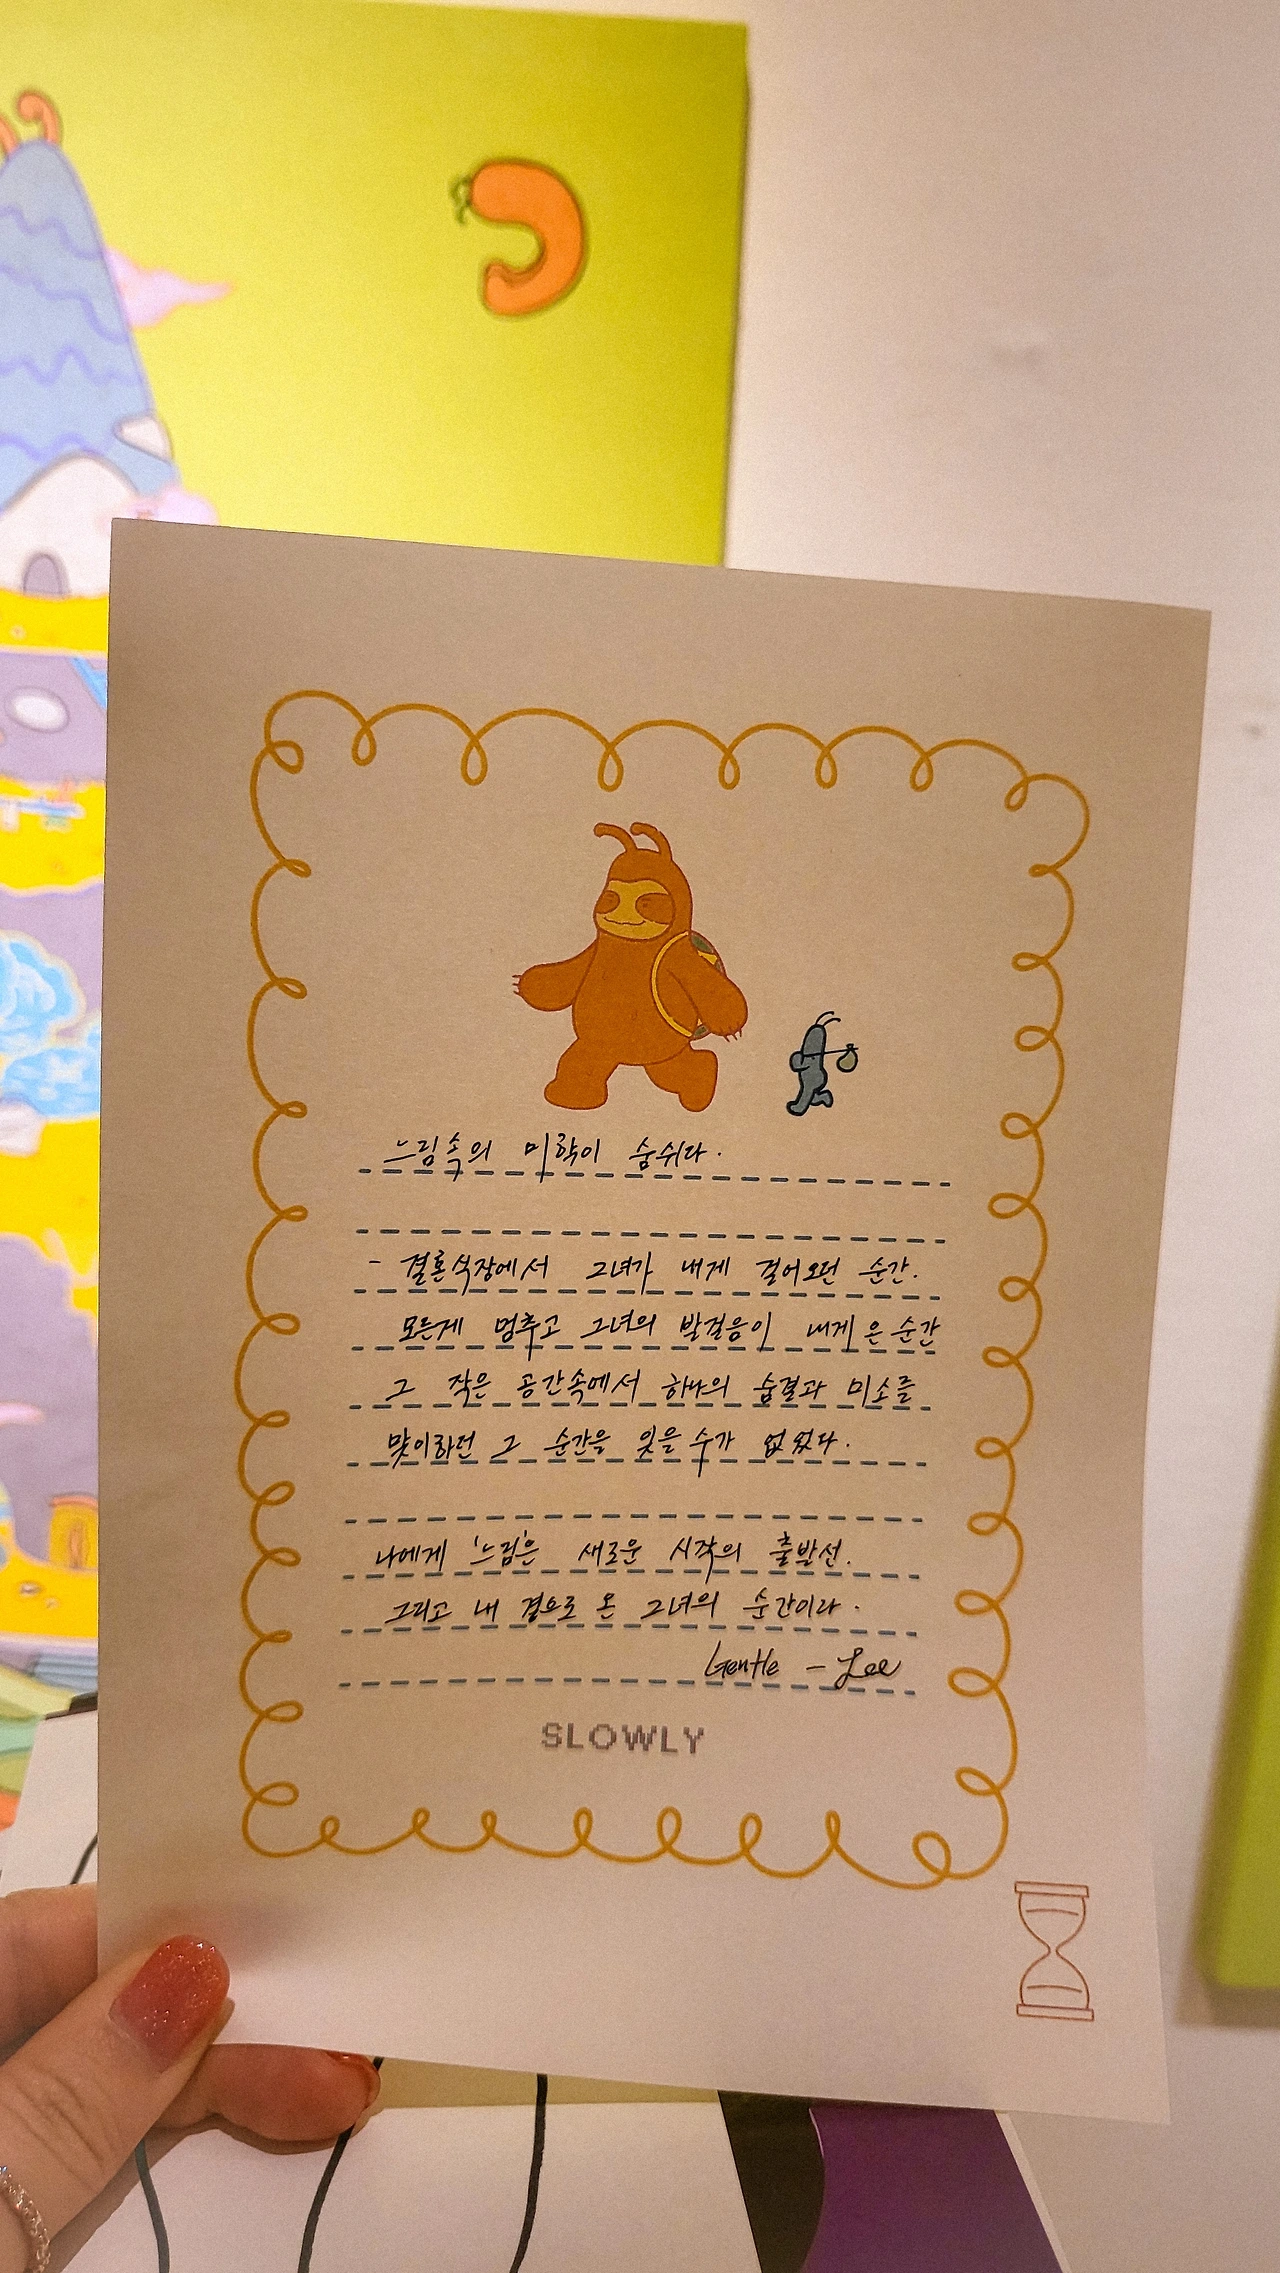 느림속의 미학이 숨쉬다.
- 결혼식장에서 그녀가 내게 걸어오던 순간.
모든게 멈추고 그녀의 발걸음이 내게 온 순간
그 작은 공간속에서 하나의 숨결과 미소를
맞이하던 그 순간을 잊을 수가 없었다.
나에게 '느림'은 새로운 시작의 출발선.
그리고 내 곁으로 온 그녀의 순간이라.
Gentle - Lee
SLOWLY